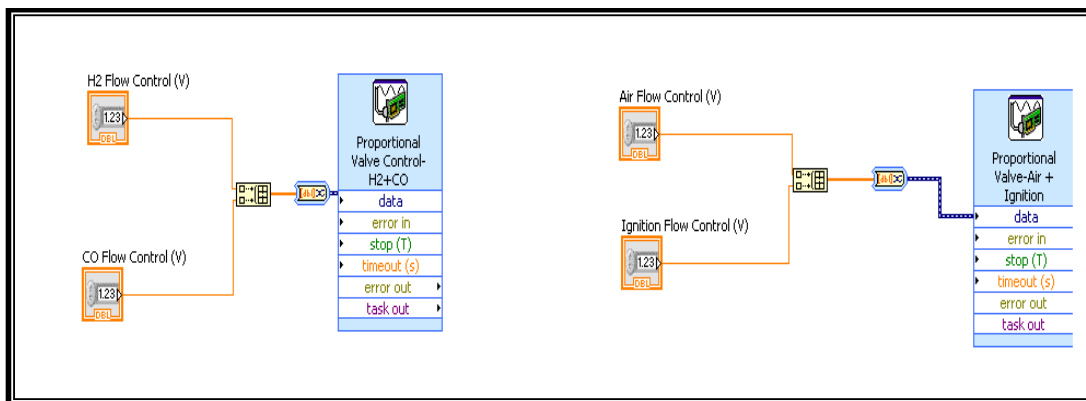 H2 Flow Control (V)
1.23
DBL
CO Flow Control (V)
1.23
DBL
Proportional
Valve Control-
H2+CO
data
error in
stop (T)
timeout (s)
error out
task out
Air Flow Control (V)
1.23
DBL
Ignition Flow Control (V)
1.23
DBL
Proportional
Valve-Air +
Ignition
data
error in
stop (T)
timeout (s)
error out
task out